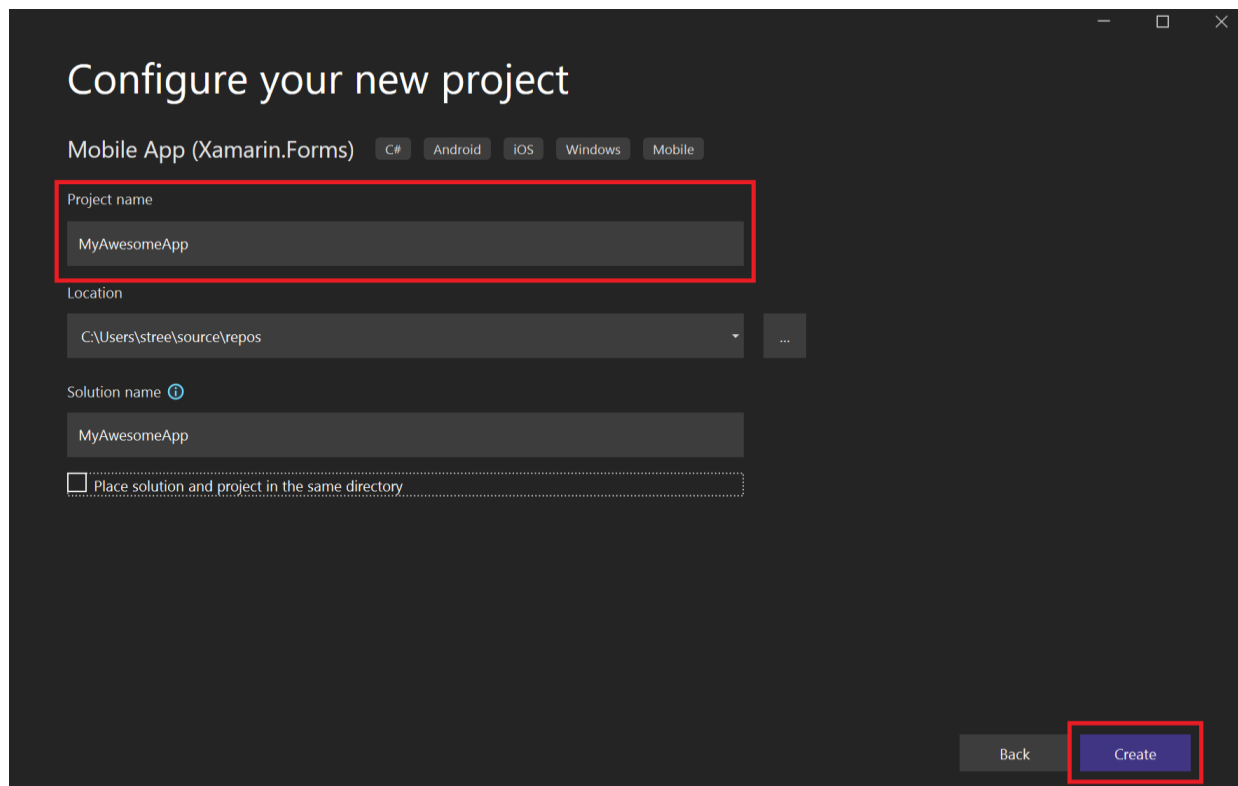 Configure your new project
Mobile App (Xamarin.Forms) C# Android iOS Windows Mobile
Project name
MyAwesomeApp
Location
C:\Users\stree\source\repos
...
Solution name
MyAwesomeApp
Place solution and project in the same directory
Back Create